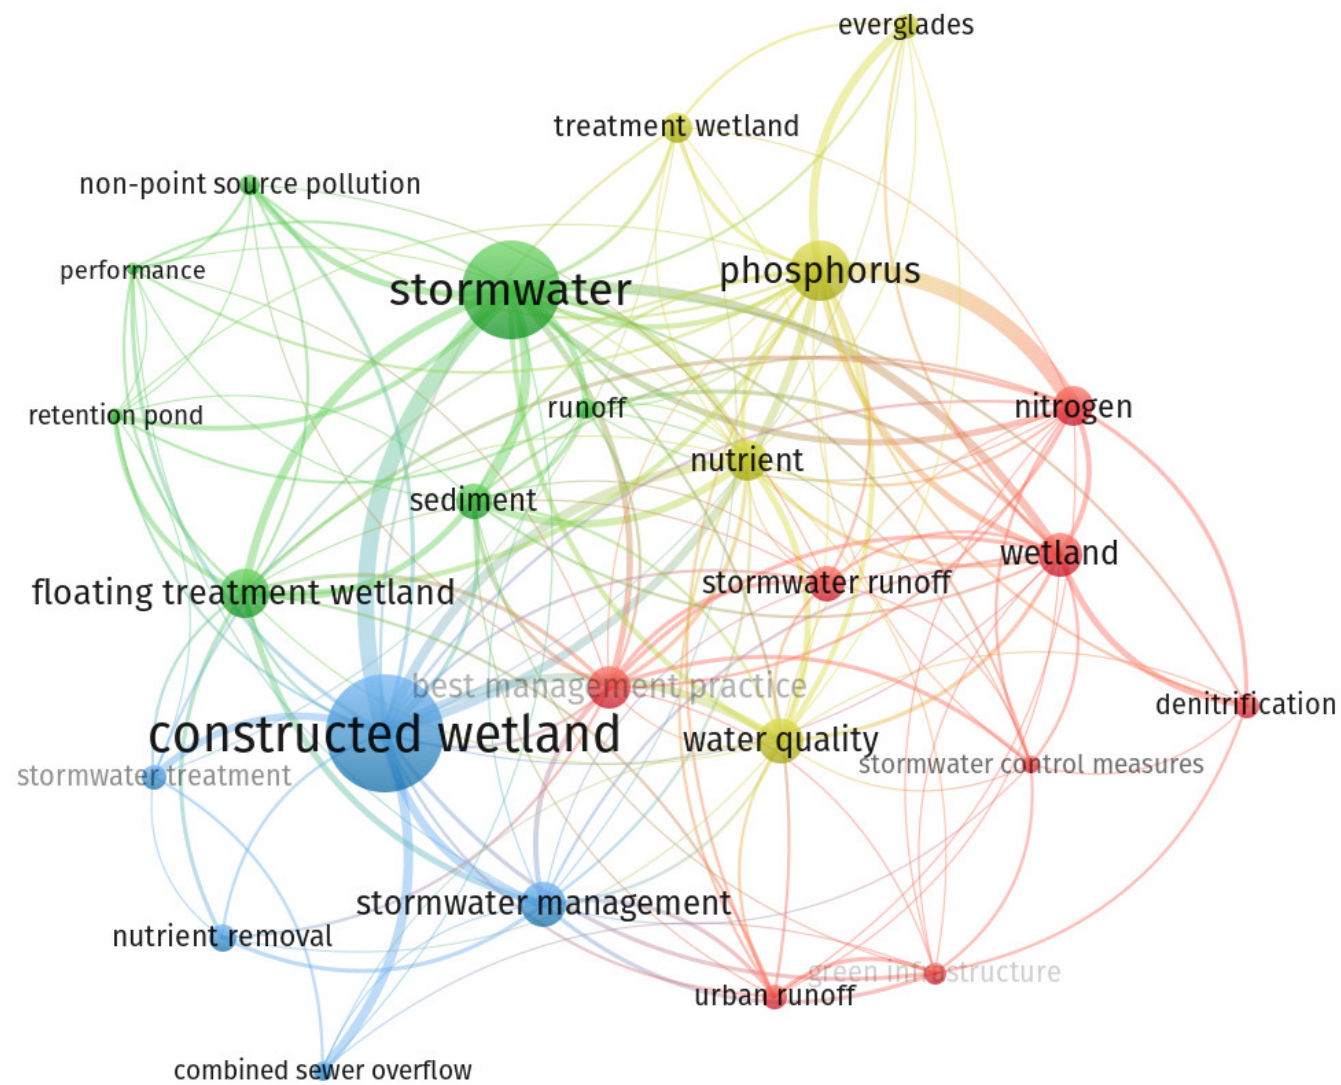 everglades
treatment wetland
non-point source pollution
performance
stormwater
phosphorus
retention pond
runoff
nitrogen
nutrient
sediment
wetland
floating treatment wetland
stormwater runoff
best management practice
denitrification
constructed wetland
water quality
stormwater control measures
stormwater treatment
stormwater management
nutrient removal
green infrastructure
urban runoff
combined sewer overflow